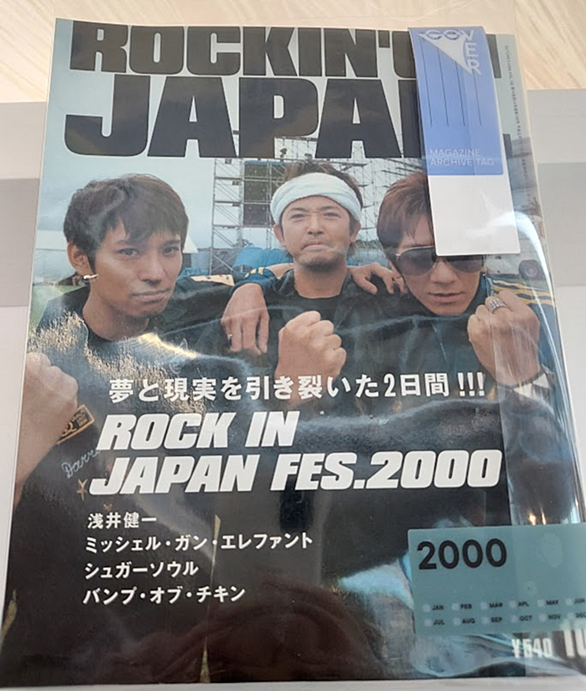 ROCKIN'
JAPAN
COVER
MAGAZINE
ARCHIVE TAG
夢と現実を引き裂いた2日間!!!
ROCK IN
JAPAN FES.2000
浅井健一
ミッシェル・ガン・エレファント
シュガーソウル
バンプ・オブ・チキン
2000
JAN FEB MAR APL MAY JUN
JUL AUG SEP OCT NOV DEC
¥540 10